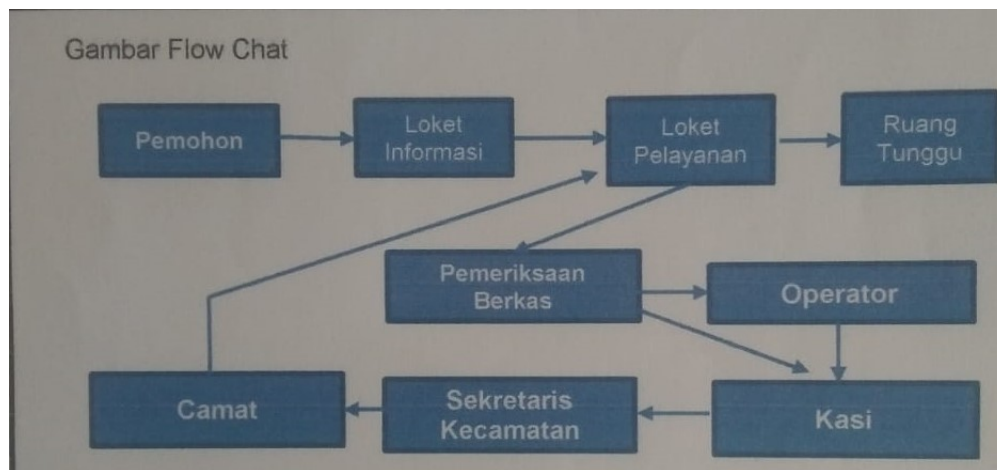 Gambar Flow Chat
Pemohon
Loket
Informasi
Loket
Pelayanan
Ruang
Tunggu
Pemeriksaan
Berkas
Operator
Camat
Sekretaris
Kecamatan
Kasi